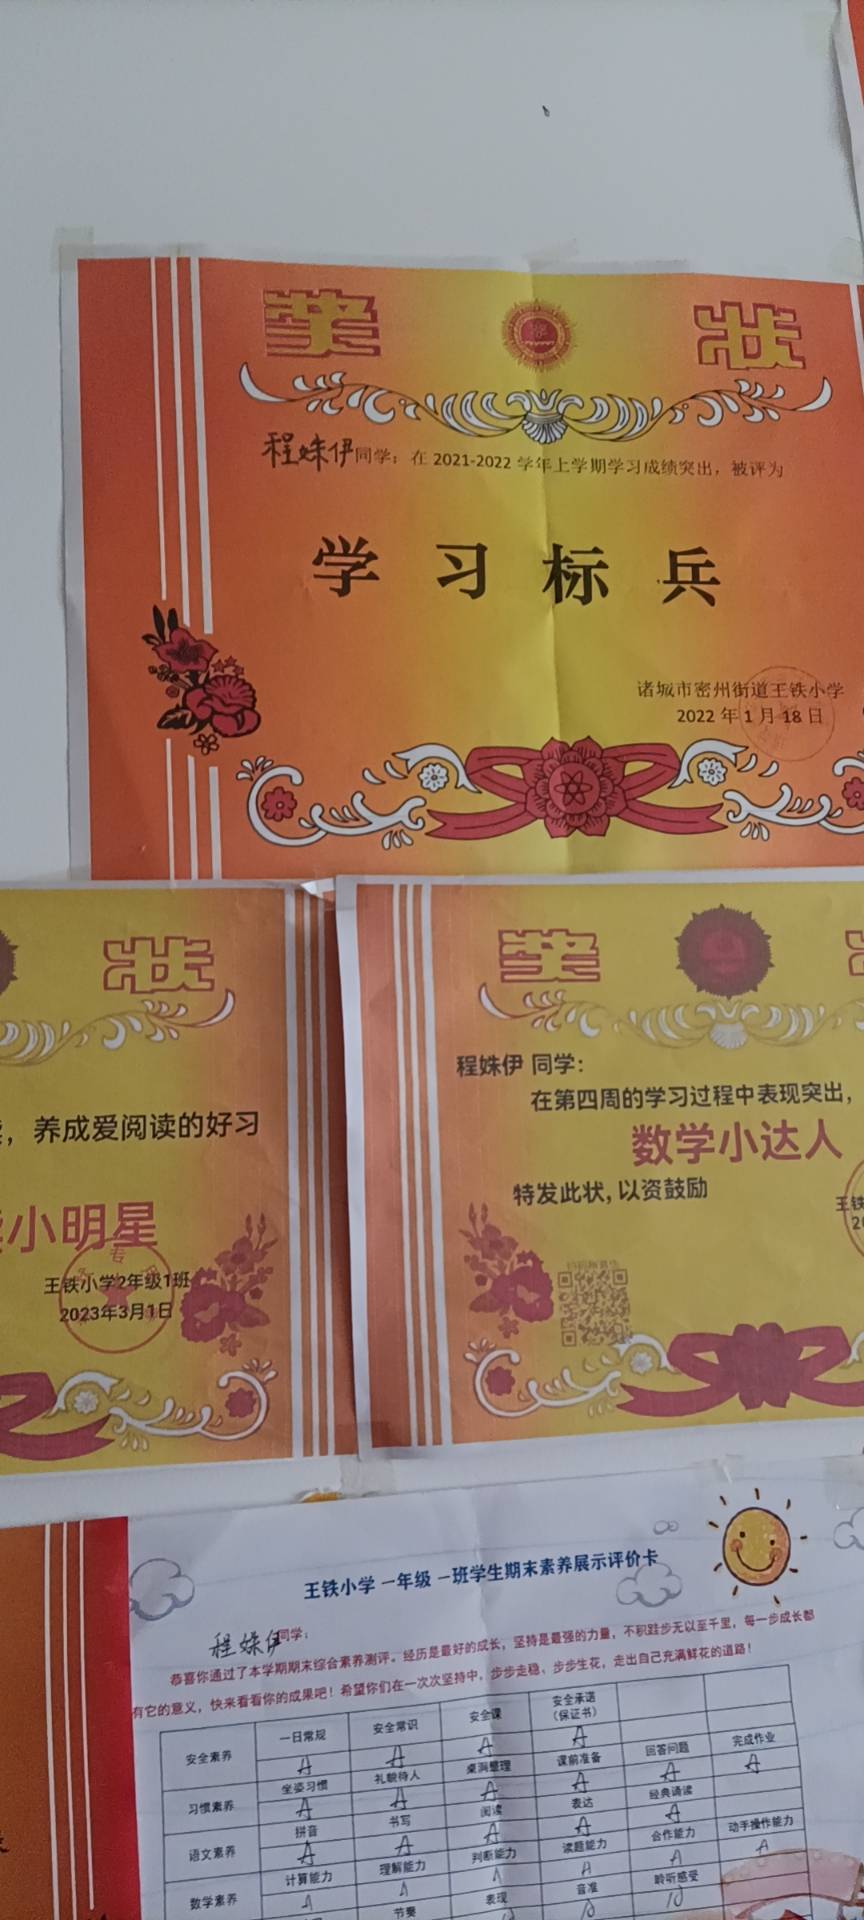 奖状
程姝伊同学：在 2021-2022 学年上学期学习成绩突出，被评为
学习标兵
诸城市密州街道王铁小学
2022 年 1 月 18 日
状
，养成爱阅读的好习
小明星
王铁小学2年级1班
2023年3月1日
奖
程姝伊 同学：
在第四周的学习过程中表现突出，
数学小达人
特发此状，以资鼓励
王铁
王铁小学 一年级 一班学生期末素养展示评价卡
程姝伊同学：
恭喜你通过了本学期期末综合素养测评。经历是最好的成长，坚持是最强的力量，不积跬步无以至千里，每一步成长都
有它的意义，快来看看你的成果吧！希望你们在一次次坚持中，步步走稳、步步生花，走出自己充满鲜花的道路！
安全素养 一日常规 安全常识 安全课 安全承诺（保证书）
A A A A
习惯素养 坐姿习惯 礼貌待人 桌洞整理 课前准备 回答问题 完成作业
A A A A A A
语文素养 拼音 书写 阅读 表达 经典诵读
A A A A A
数学素养 计算能力 理解能力 判断能力 读题能力 合作能力 动手操作能力
A A A A A A
节奏 表现 音准 聆听感受